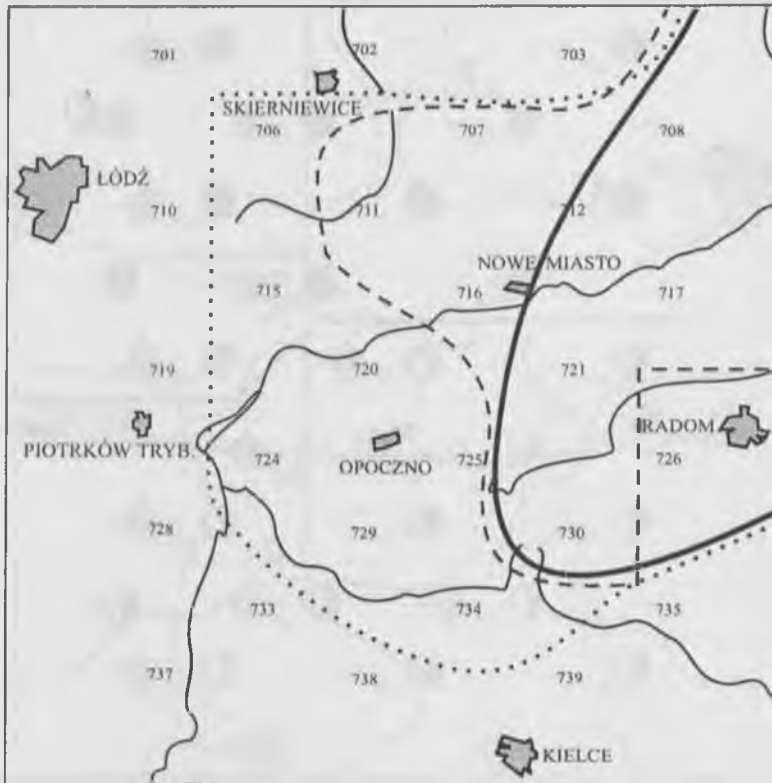 701 702 703
SKIERNIEWICE
706 707 708
ŁÓDŹ
710 711 712
NOWE MIASTO
715 716 717
719 720 721
RADOM
PIOTRKÓW TRYB. 724 OPOCZNO 725 726
728 729 730
733 734 735
737 738 739
KIELCE